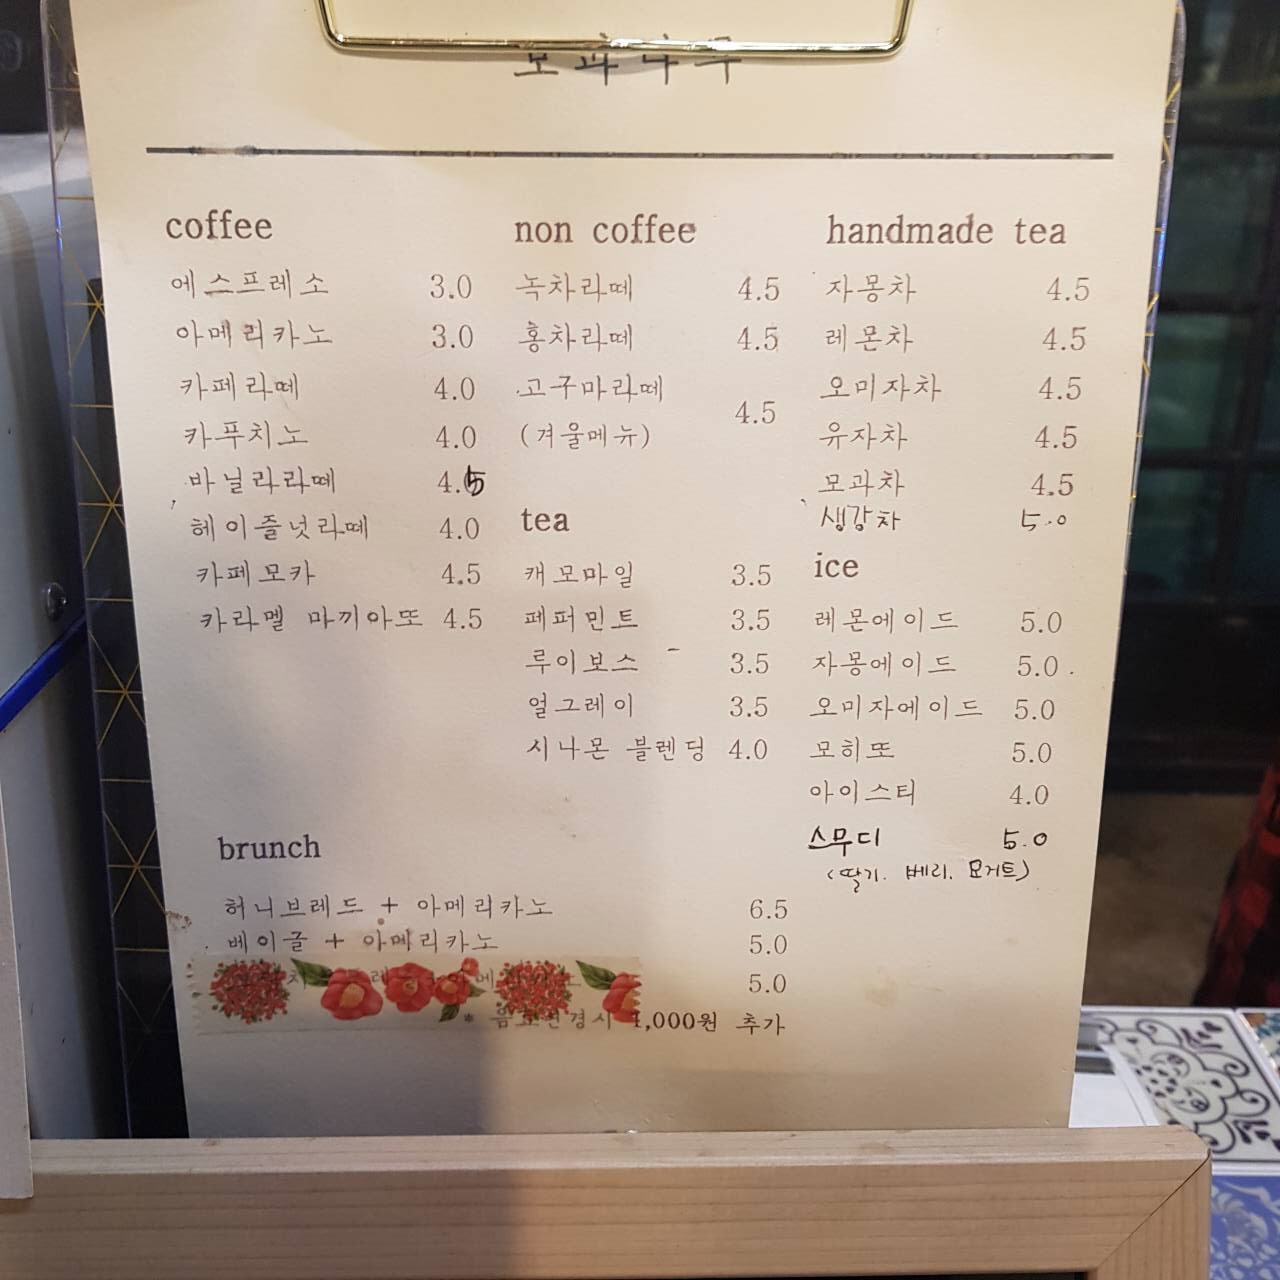 모과나무
coffee
에스프레소 3.0
아메리카노 3.0
카페라떼 4.0
카푸치노 4.0
바닐라라떼 4.5
헤이즐넛라떼 4.0
카페모카 4.5
카라멜 마끼아또 4.5
non coffee
녹차라떼 4.5
홍차라떼 4.5
고구마라떼 4.5
(겨울메뉴)
tea
캐모마일 3.5
페퍼민트 3.5
루이보스 3.5
얼그레이 3.5
시나몬 블렌딩 4.0
handmade tea
자몽차 4.5
레몬차 4.5
오미자차 4.5
유자차 4.5
모과차 4.5
생강차 5.0
ice
레몬에이드 5.0
자몽에이드 5.0
오미자에이드 5.0
모히또 5.0
아이스티 4.0
스무디 5.0
(딸기. 베리. 요거트)
brunch
허니브레드 + 아메리카노 6.5
베이글 + 아메리카노 5.0
5.0
* 음료변경시 1,000원 추가